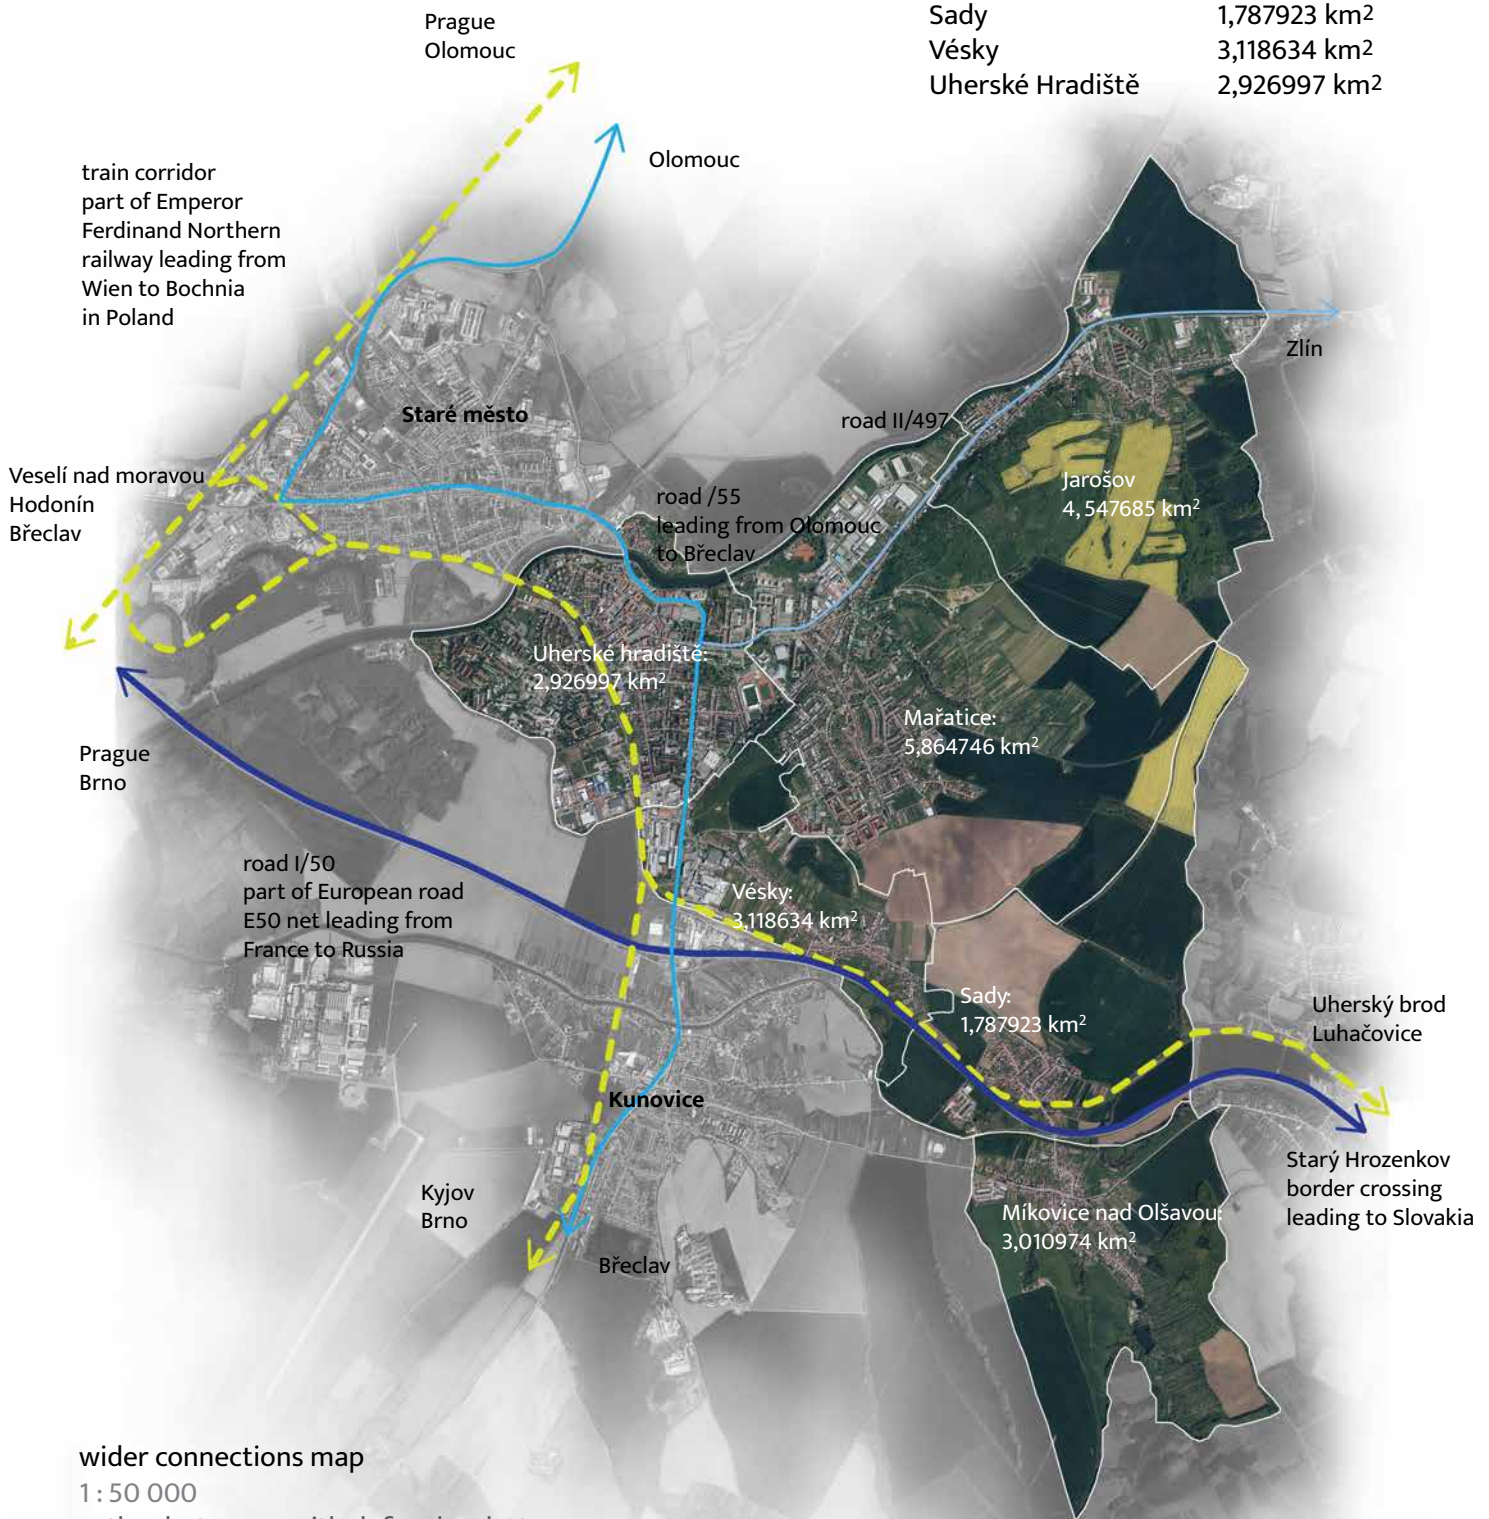 Sady 1,787923 km²
Vésky 3,118634 km²
Uherské Hradiště 2,926997 km²
Prague
Olomouc
Olomouc
train corridor
part of Emperor
Ferdinand Northern
railway leading from
Wien to Bochnia
in Poland
Zlín
Staré město
road II/497
Veselí nad moravou
Hodonín
Břeclav
road /55
leading from Olomouc
to Břeclav
Jarošov
4, 547685 km²
Uherské hradiště:
2,926997 km²
Mařatice:
5,864746 km²
Prague
Brno
road I/50
part of European road
E50 net leading from
France to Russia
Vésky:
3,118634 km²
Sady:
1,787923 km²
Uherský brod
Luhačovice
Kunovice
Starý Hrozenkov
border crossing
leading to Slovakia
Kyjov
Brno
Míkovice nad Olšavou:
3,010974 km²
Břeclav
wider connections map
1 : 50 000